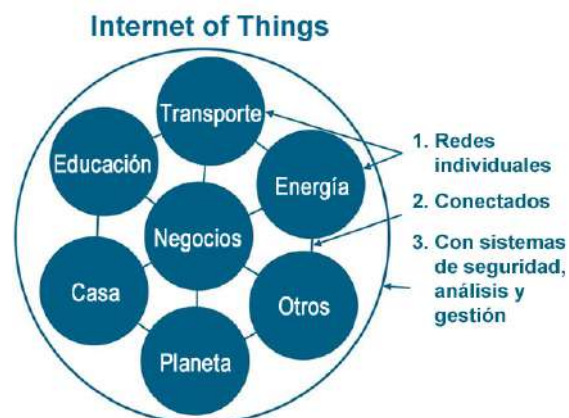 Internet of Things
Transporte
Educación
Energía
Negocios
Casa
Otros
Planeta
1. Redes
individuales
2. Conectados
3. Con sistemas
de seguridad,
análisis y
gestión